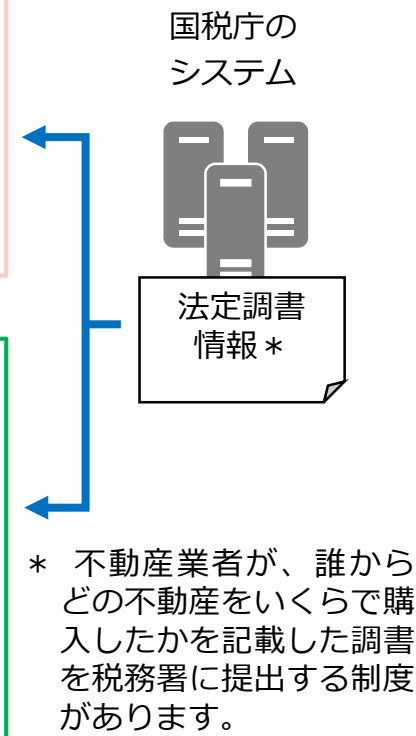 国税庁の
システム
法定調書
情報＊
＊ 不動産業者が、誰から
どの不動産をいくらで購
入したかを記載した調書
を税務署に提出する制度
があります。